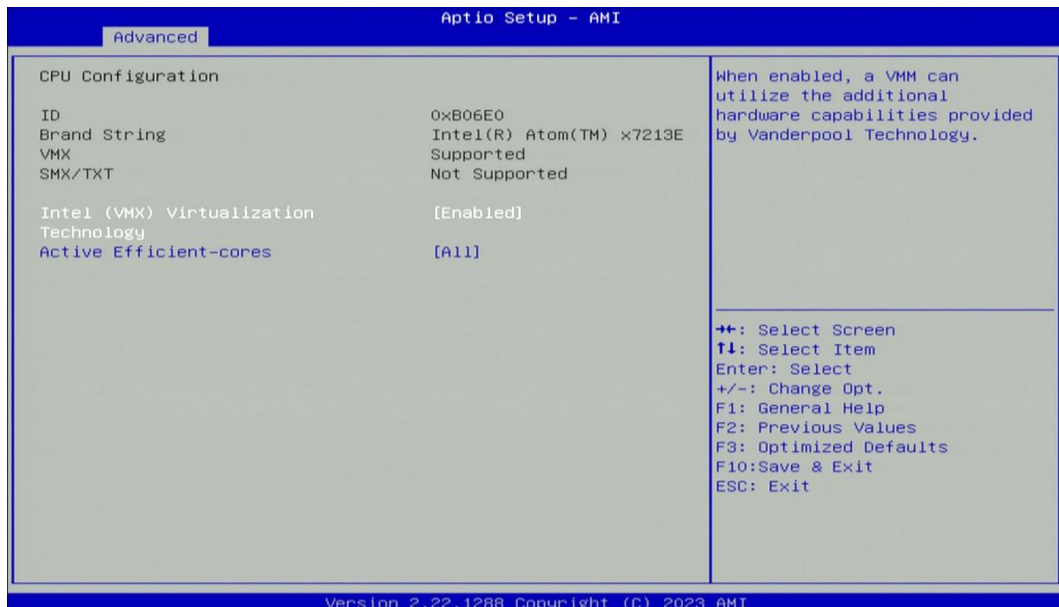 Aptio Setup - AMI
Advanced
CPU Configuration
ID 0xB06E0
Brand String Intel(R) Atom(TM) x7213E
VMX Supported
SMX/TXT Not Supported
Intel (VMX) Virtualization [Enabled]
Technology
Active Efficient-cores [All]
When enabled, a VMM can
utilize the additional
hardware capabilities provided
by Vanderpool Technology.
→←: Select Screen
↑↓: Select Item
Enter: Select
+/-: Change Opt.
F1: General Help
F2: Previous Values
F3: Optimized Defaults
F10:Save & Exit
ESC: Exit
Version 2.22.1288 Copyright (C) 2023 AMI